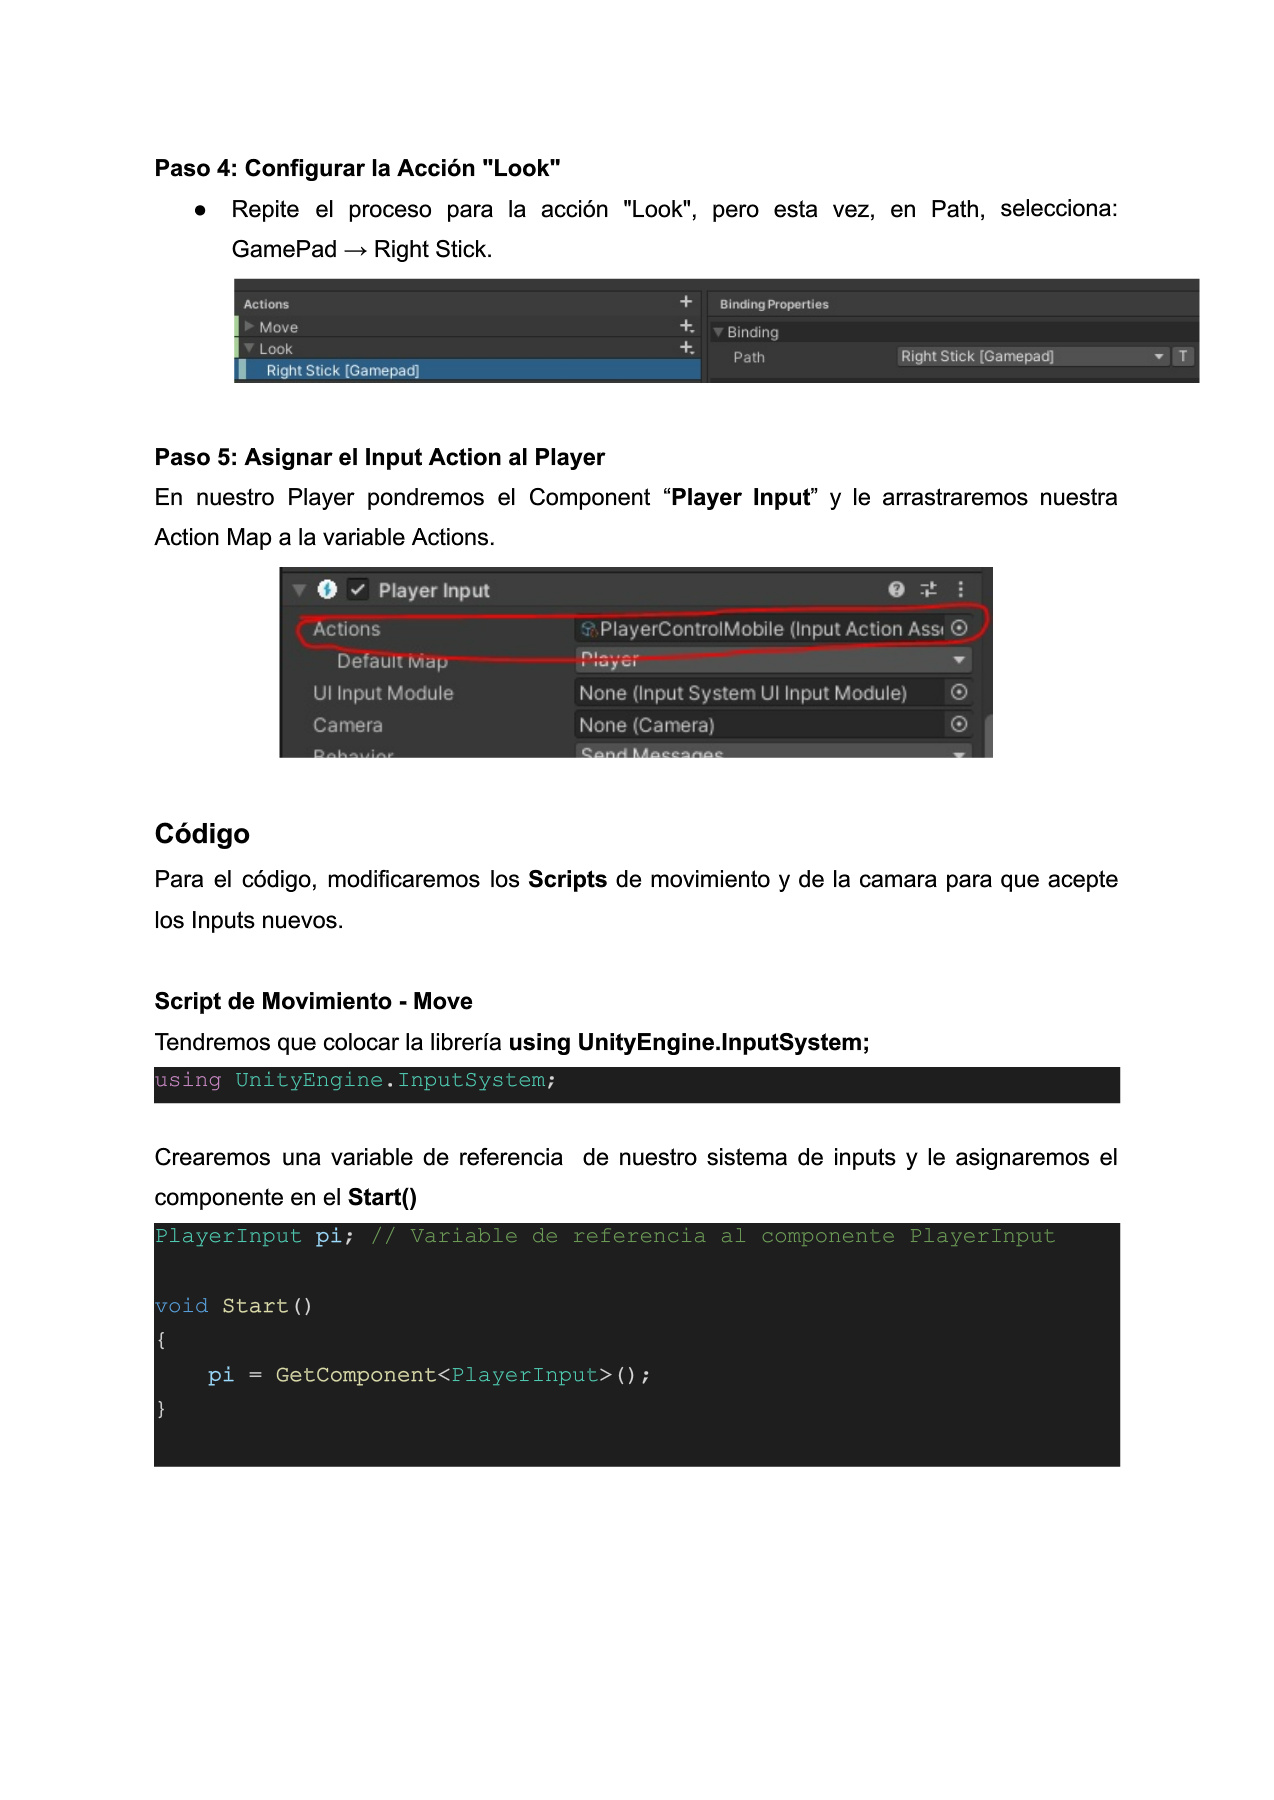 Paso 4: Configurar la Acción "Look"
● Repite el proceso para la acción "Look", pero esta vez, en Path, selecciona:
GamePad → Right Stick.
Actions
Binding Properties
Move
Binding
Look
Path
Right Stick [Gamepad]
T
Right Stick [Gamepad]
Paso 5: Asignar el Input Action al Player
En nuestro Player pondremos el Component “Player Input” y le arrastraremos nuestra
Action Map a la variable Actions.
Player Input
Actions
PlayerControlMobile (Input Action Asse
Default Map
Player
UI Input Module
None (Input System UI Input Module)
Camera
None (Camera)
Behavior
Send Messages
Código
Para el código, modificaremos los Scripts de movimiento y de la camara para que acepte
los Inputs nuevos.
Script de Movimiento - Move
Tendremos que colocar la librería using UnityEngine.InputSystem;
using UnityEngine.InputSystem;
Crearemos una variable de referencia de nuestro sistema de inputs y le asignaremos el
componente en el Start()
PlayerInput pi; // Variable de referencia al componente PlayerInput
void Start()
{
pi = GetComponent<PlayerInput>();
}